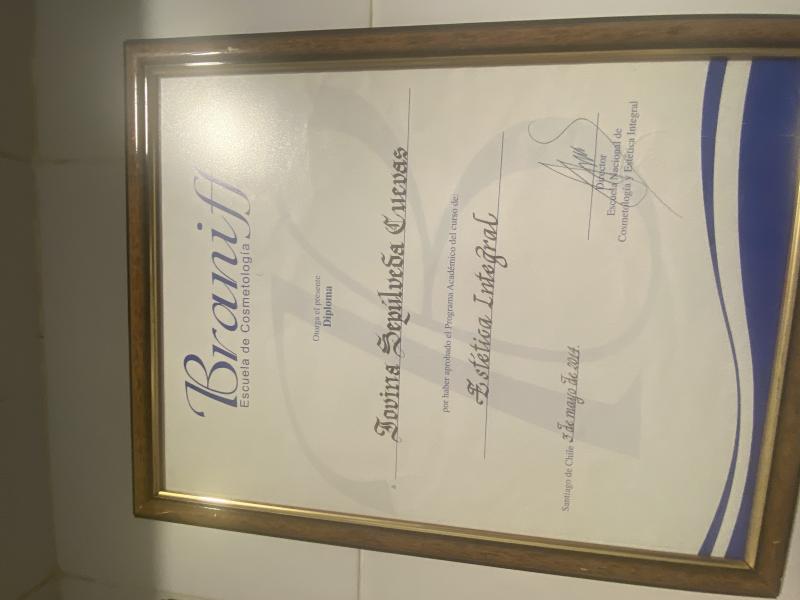 Braniff
Escuela de Cosmetología
Otorga el presente
Diploma
a Jovina Sepúlveda Cuevas
por haber aprobado el Programa Académico del curso de:
Estética Integral
Santiago de Chile 3 de mayo de 2014.
Director
Escuela Nacional de
Cosmetología y Estética Integral